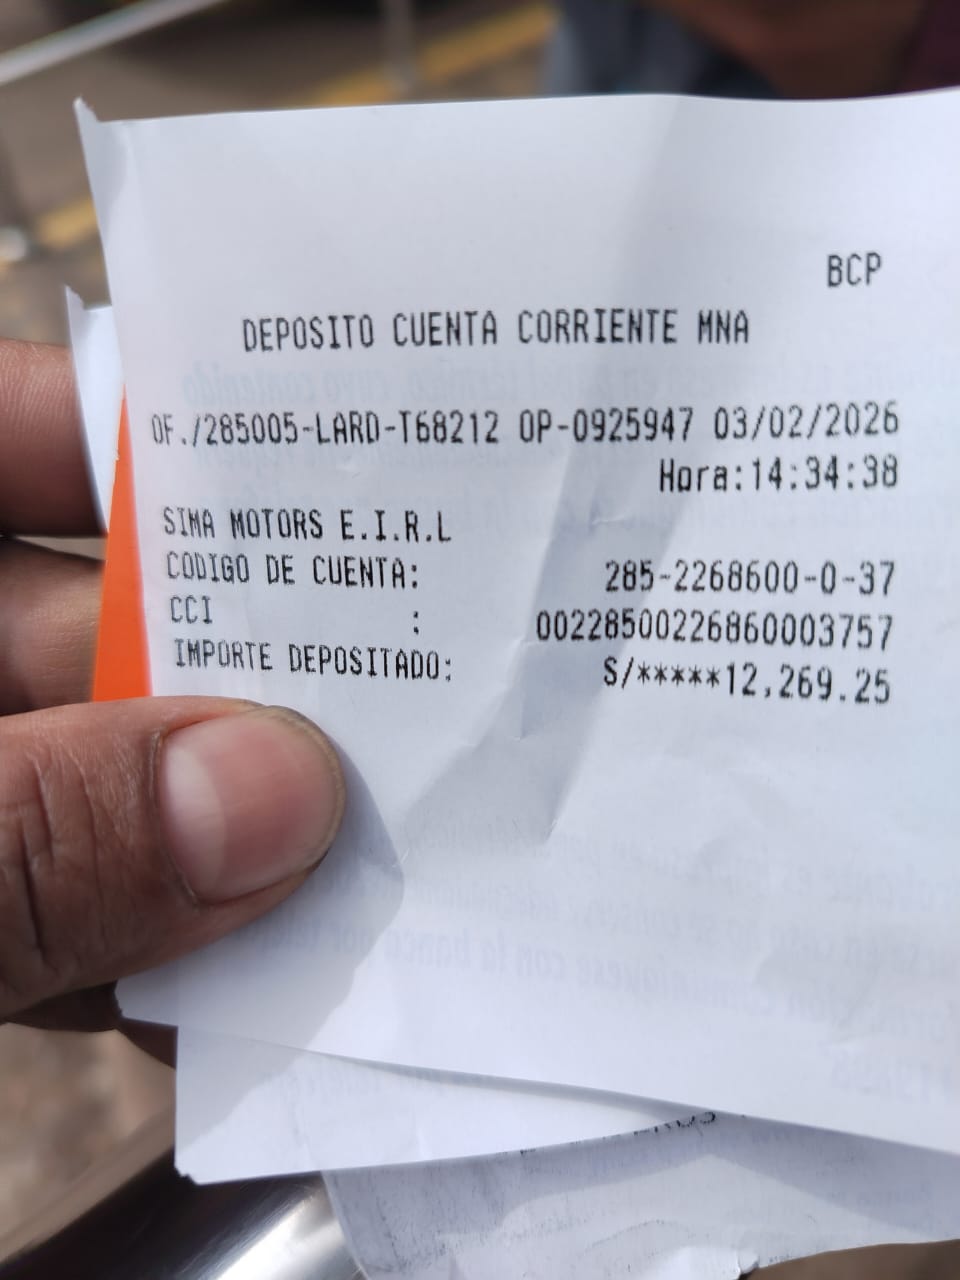 BCP
DEPOSITO CUENTA CORRIENTE MNA
OF./285005-LARD-T68212 OP-0925947 03/02/2026
Hora:14:34:38
SIMA MOTORS E.I.R.L
CODIGO DE CUENTA: 285-2268600-0-37
CCI : 00228500226860003757
IMPORTE DEPOSITADO: S/*****12,269.25